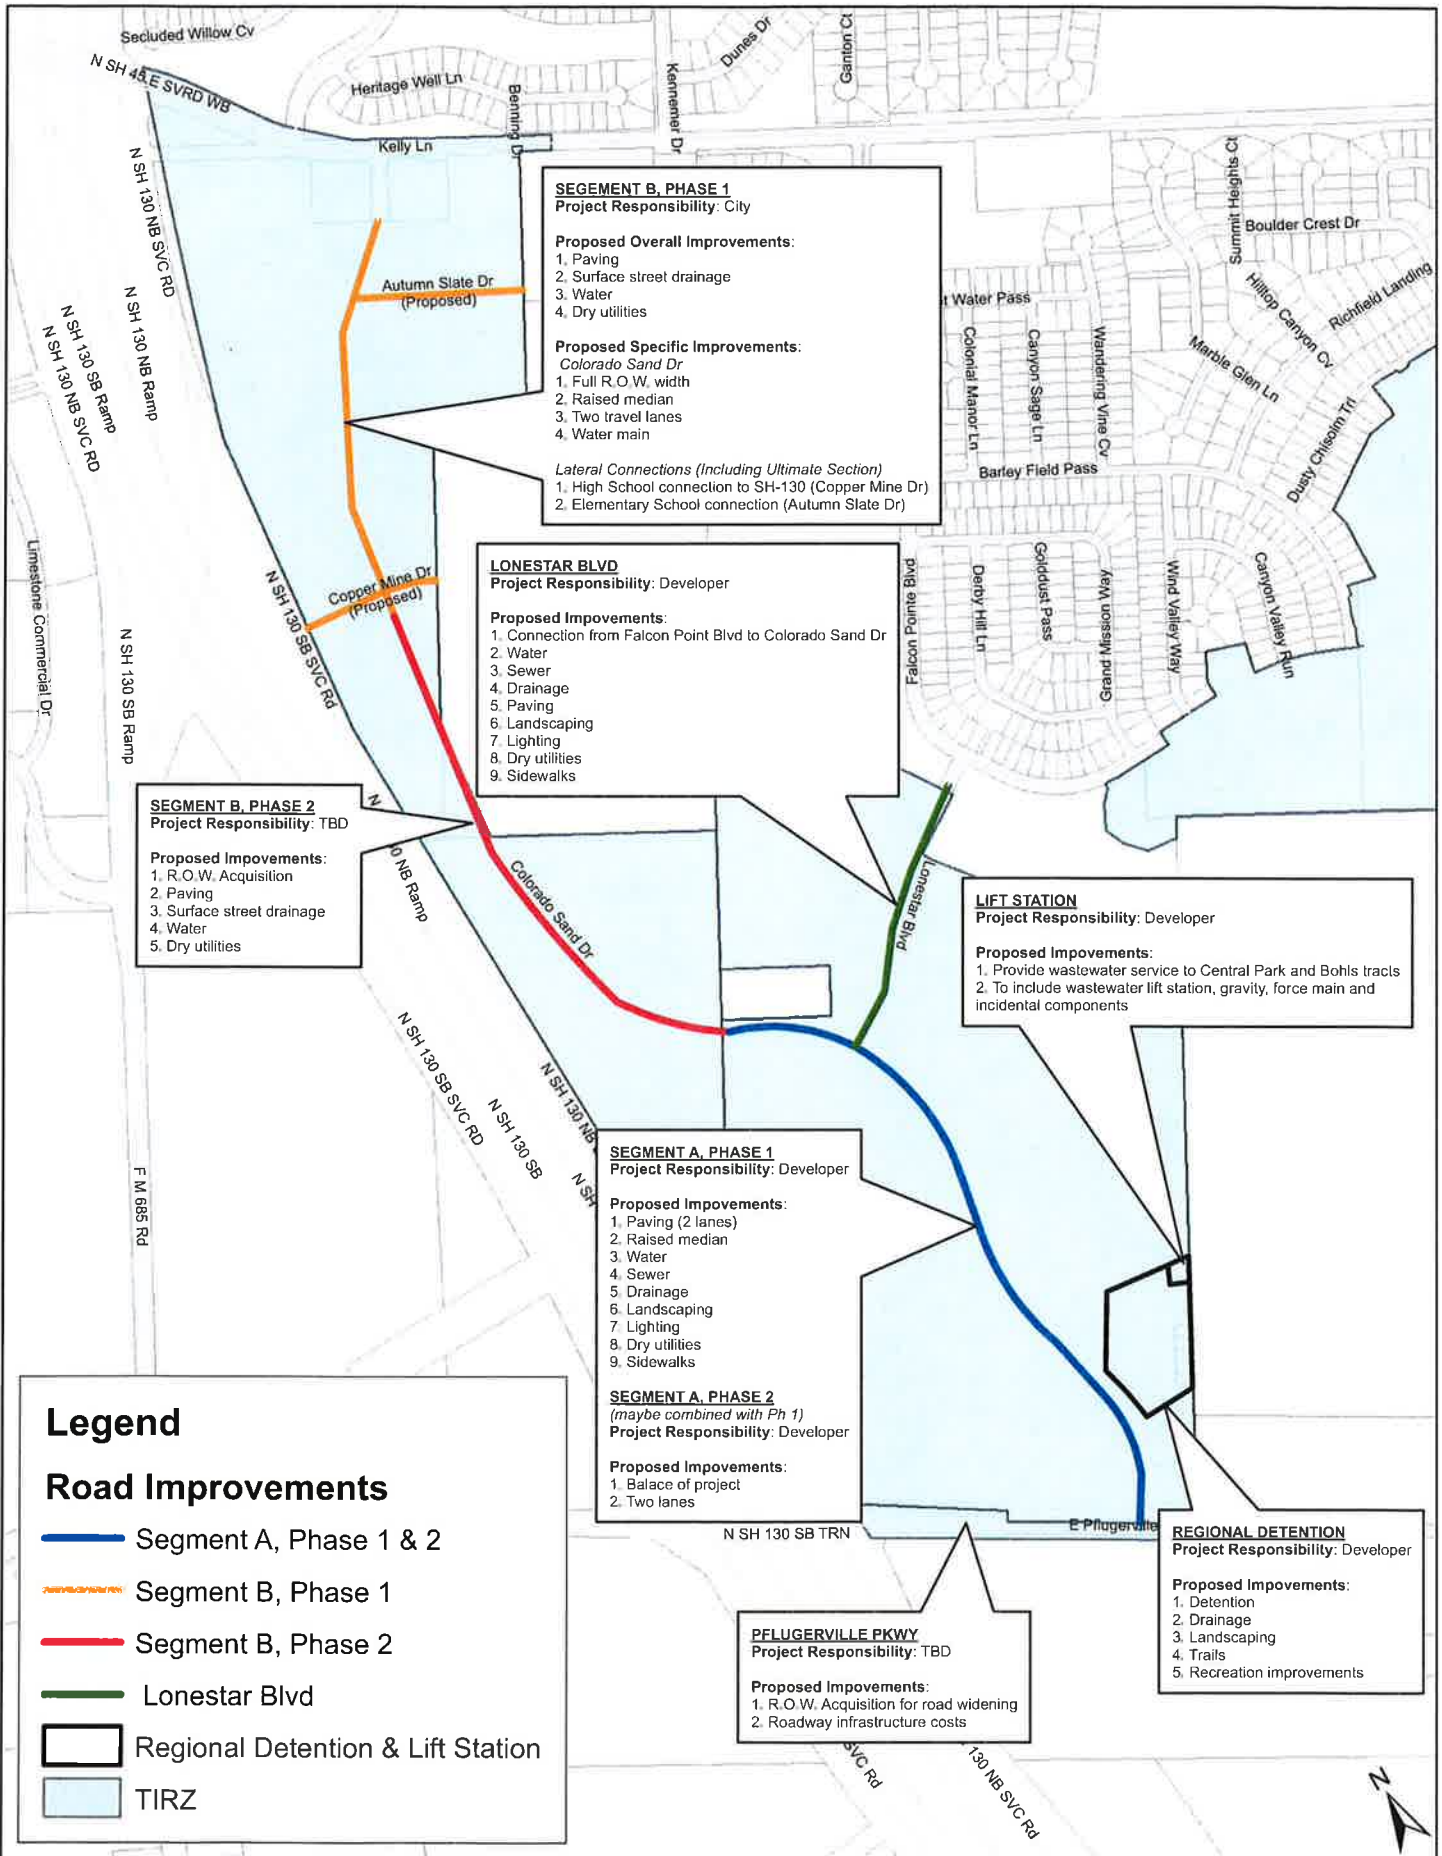 Secluded Willow Cv
N SH 45 E SVRD WB
Heritage Well Ln
Benning Dr
Kelly Ln
Kennemer Dr
Dunes Dr
Ganton Ct
N SH 130 NB SVC RD
N SH 130 NB Ramp
N SH 130 SB Ramp
N SH 130 NB SVC RD
Autumn Slate Dr
(Proposed)
SEGEMENT B, PHASE 1
Project Responsibility: City
Proposed Overall Improvements:
1. Paving
2. Surface street drainage
3. Water
4. Dry utilities
Proposed Specific Improvements:
Colorado Sand Dr
1. Full R.O.W. width
2. Raised median
3. Two travel lanes
4. Water main
Lateral Connections (Including Ultimate Section)
1. High School connection to SH-130 (Copper Mine Dr)
2. Elementary School connection (Autumn Slate Dr)
Summit Heights Ct
Boulder Crest Dr
Hilltop Canyon Cv
Richfield Landing
Marble Glen Ln
Dusty Chisolm Trl
t Water Pass
Colonial Manor Ln
Canyon Sage Ln
Wandering Vine Cv
Barley Field Pass
Falcon Pointe Blvd
Derby Hill Ln
Golddust Pass
Grand Mission Way
Wind Valley Way
Canyon Valley Run
Limestone Commercial Dr
N SH 130 SB Ramp
N SH 130 SB SVC Rd
Copper Mine Dr
(Proposed)
LONESTAR BLVD
Project Responsibility: Developer
Proposed Impovements:
1. Connection from Falcon Point Blvd to Colorado Sand Dr
2. Water
3. Sewer
4. Drainage
5. Paving
6. Landscaping
7. Lighting
8. Dry utilities
9. Sidewalks
SEGMENT B, PHASE 2
Project Responsibility: TBD
Proposed Impovements:
1. R.O.W. Acquisition
2. Paving
3. Surface street drainage
4. Water
5. Dry utilities
N
0 NB Ramp
Colorado Sand Dr
Lonestar Blvd
LIFT STATION
Project Responsibility: Developer
Proposed Impovements:
1. Provide wastewater service to Central Park and Bohls tracts
2. To include wastewater lift station, gravity, force main and
incidental components
N SH 130 SB SVC RD
N SH 130 SB
N SH 130 NB
N SH
F M 685 Rd
SEGMENT A, PHASE 1
Project Responsibility: Developer
Proposed Impovements:
1. Paving (2 lanes)
2. Raised median
3. Water
4. Sewer
5. Drainage
6. Landscaping
7. Lighting
8. Dry utilities
9. Sidewalks
SEGMENT A, PHASE 2
(maybe combined with Ph 1)
Project Responsibility: Developer
Proposed Impovements:
1. Balace of project
2. Two lanes
N SH 130 SB TRN
E Pflugerville
REGIONAL DETENTION
Project Responsibility: Developer
Proposed Impovements:
1. Detention
2. Drainage
3. Landscaping
4. Trails
5. Recreation improvements
PFLUGERVILLE PKWY
Project Responsibility: TBD
Proposed Impovements:
1. R.O.W. Acquisition for road widening
2. Roadway infrastructure costs
SVC Rd
130 NB SVC Rd
Legend
Road Improvements
Segment A, Phase 1 & 2
Segment B, Phase 1
Segment B, Phase 2
Lonestar Blvd
Regional Detention & Lift Station
TIRZ
N